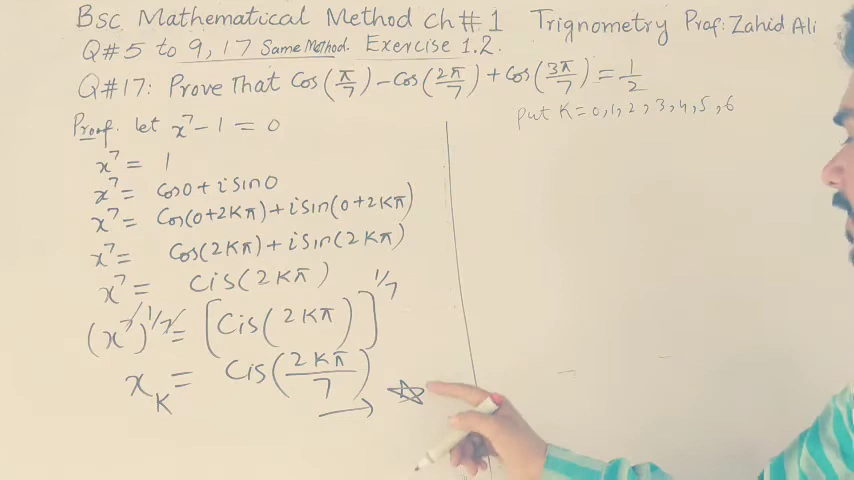 Bsc Mathematical Method Ch#1 Trignometry Prof: Zahid Ali
Q#5 to 9,17 Same Method. Exercise 1.2.
Q#17: Prove That Cos(π/7) - Cos(2π/7) + Cos(3π/7) = 1/2
put K=0,1,2,3,4,5,6
Proof. let x⁷-1=0
x⁷= 1
x⁷= Cos0+isin0
x⁷= Cos(0+2Kπ)+isin(0+2Kπ)
x⁷= Cos(2Kπ)+isin(2Kπ)
x⁷= Cis(2Kπ)
(x⁷)^1/7 = [Cis(2Kπ)]^1/7
x_K = Cis(2Kπ/7)